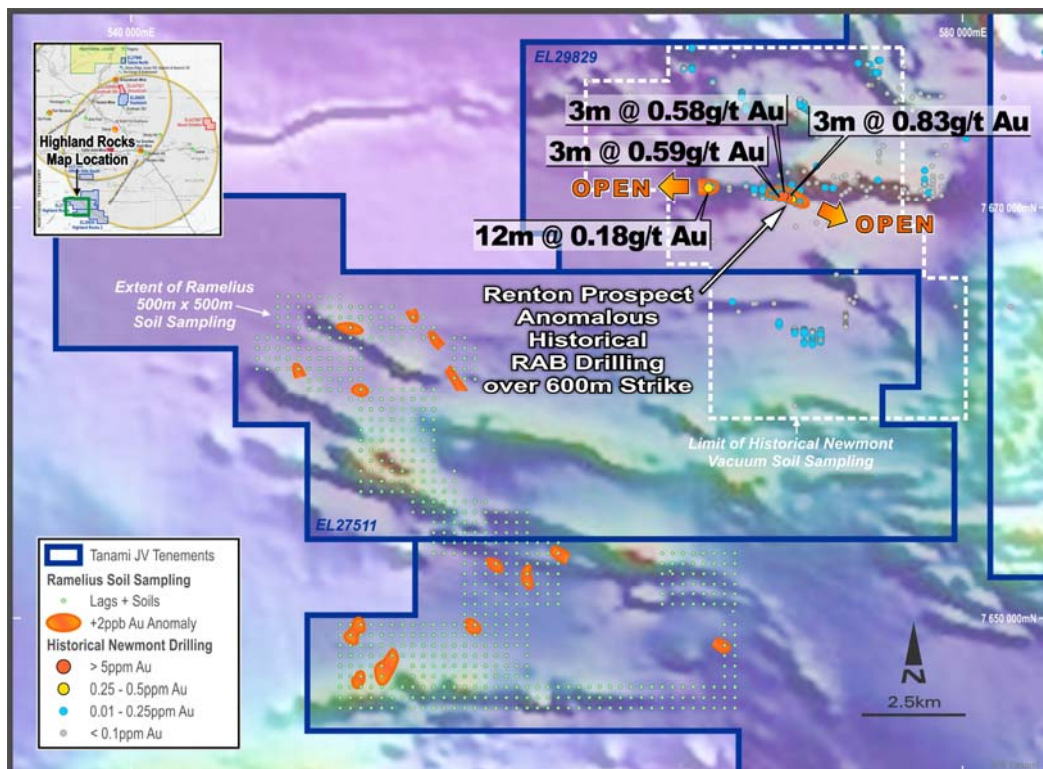 540 000mE
580 000mE
EL29829
Highland Rocks
Map Location
3m @ 0.58g/t Au
3m @ 0.83g/t Au
3m @ 0.59g/t Au
OPEN
OPEN
7 670 000mN
12m @ 0.18g/t Au
Extent of Ramelius
500m x 500m
Soil Sampling
Renton Prospect
Anomalous
Historical
RAB Drilling
over 600m Strike
Limit of Historical Newmont
Vacuum Soil Sampling
EL27511
Tanami JV Tenements
Ramelius Soil Sampling
Lags + Soils
+2ppb Au Anomaly
Historical Newmont Drilling
> 5ppm Au
0.25 - 0.5ppm Au
0.01 - 0.25ppm Au
< 0.1ppm Au
7 650 000mN
N
2.5km